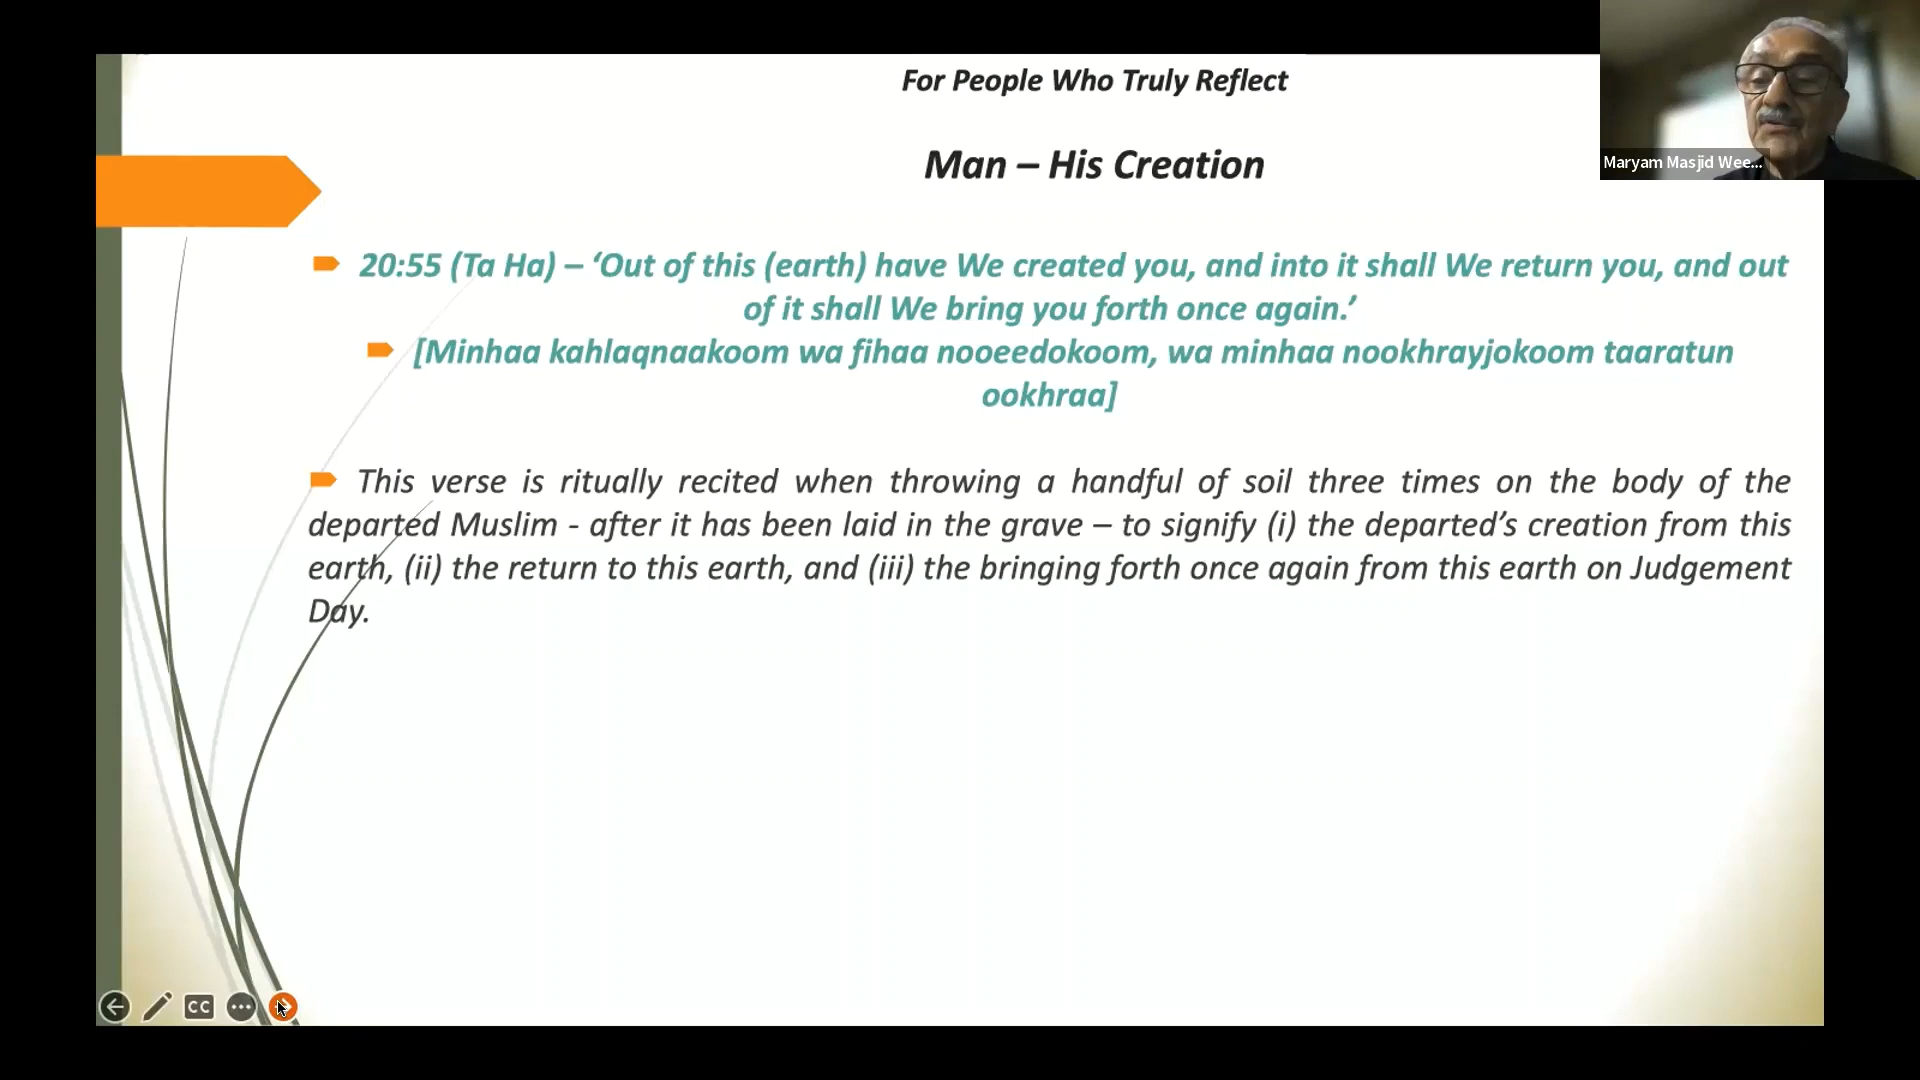 For People Who Truly Reflect
Man – His Creation
Maryam Masjid Wee...
20:55 (Ta Ha) – ‘Out of this (earth) have We created you, and into it shall We return you, and out
of it shall We bring you forth once again.’
[Minhaa kahlaqnaakoom wa fihaa nooeedokoom, wa minhaa nookhrayjokoom taaratun
ookhraa]
This verse is ritually recited when throwing a handful of soil three times on the body of the
departed Muslim - after it has been laid in the grave – to signify (i) the departed’s creation from this
earth, (ii) the return to this earth, and (iii) the bringing forth once again from this earth on Judgement
Day.
CC